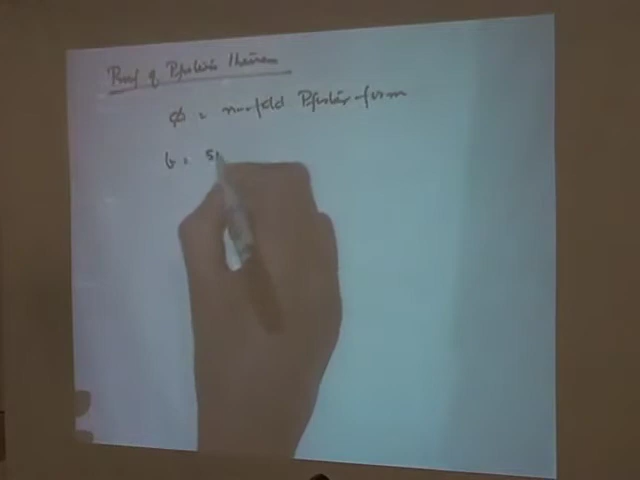 Proof of Pfister's theorem
φ = n-fold Pfister form
b = s